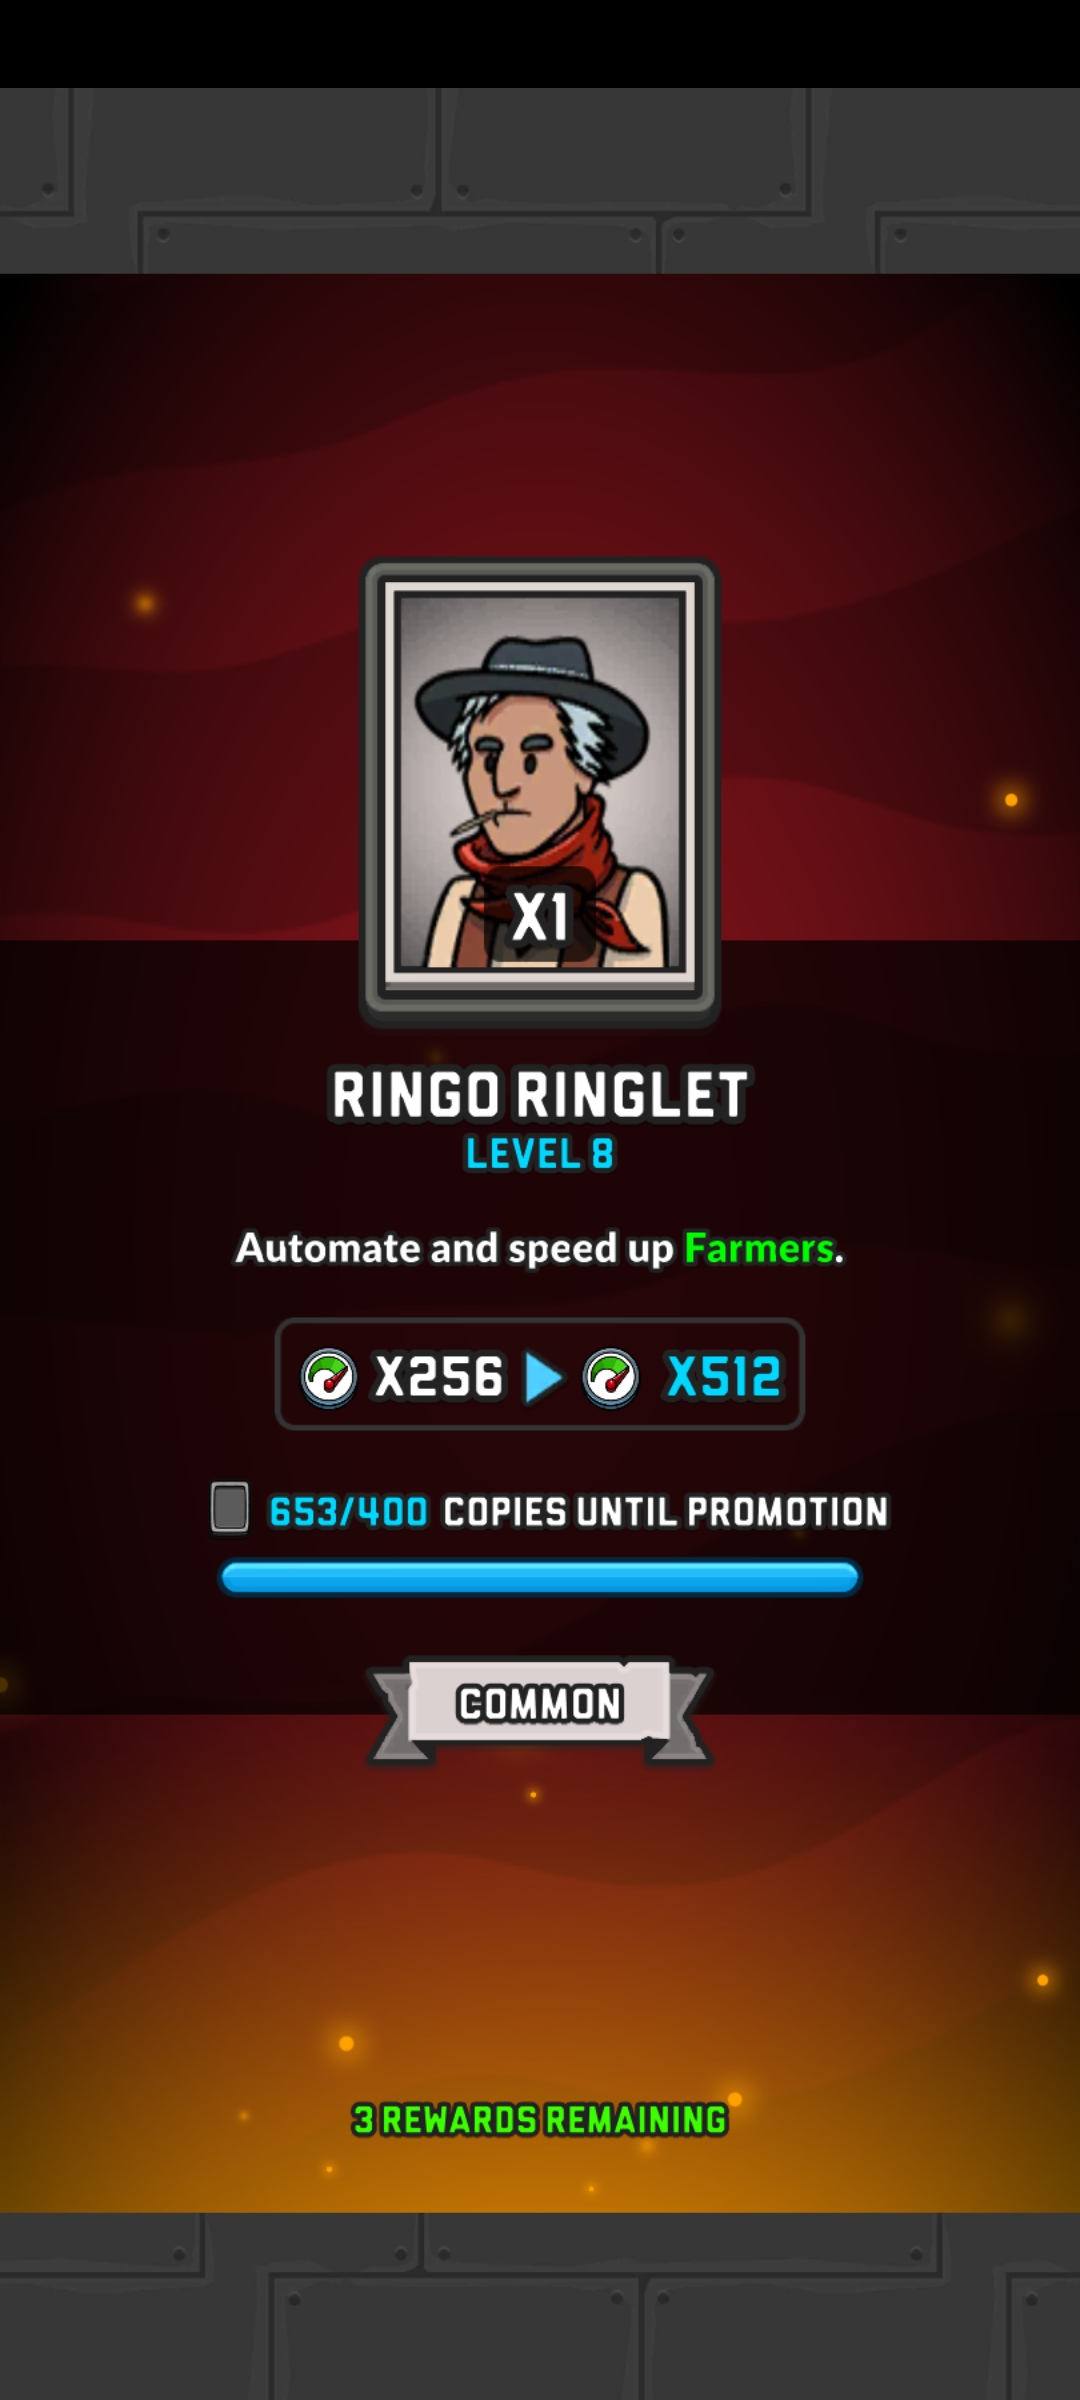 X1
RINGO RINGLET
LEVEL 8
Automate and speed up Farmers.
X256 X512
653/400 COPIES UNTIL PROMOTION
COMMON
3 REWARDS REMAINING